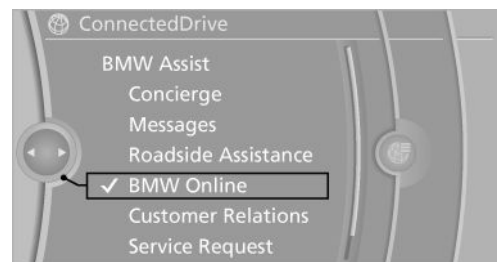 ConnectedDrive
BMW Assist
Concierge
Messages
Roadside Assistance
✓ BMW Online
Customer Relations
Service Request